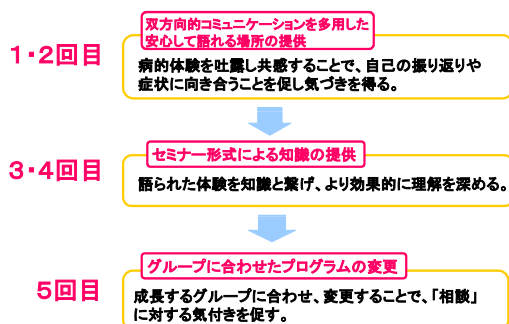 双方向的コミュニケーションを多用した
安心して語れる場所の提供
1・2回目
病的体験を吐露し共感することで、自己の振り返りや
症状に向き合うことを促し気づきを得る。
セミナー形式による知識の提供
3・4回目
語られた体験を知識と繋げ、より効果的に理解を深める。
グループに合わせたプログラムの変更
5回目
成長するグループに合わせ、変更することで、「相談」
に対する気付きを促す。